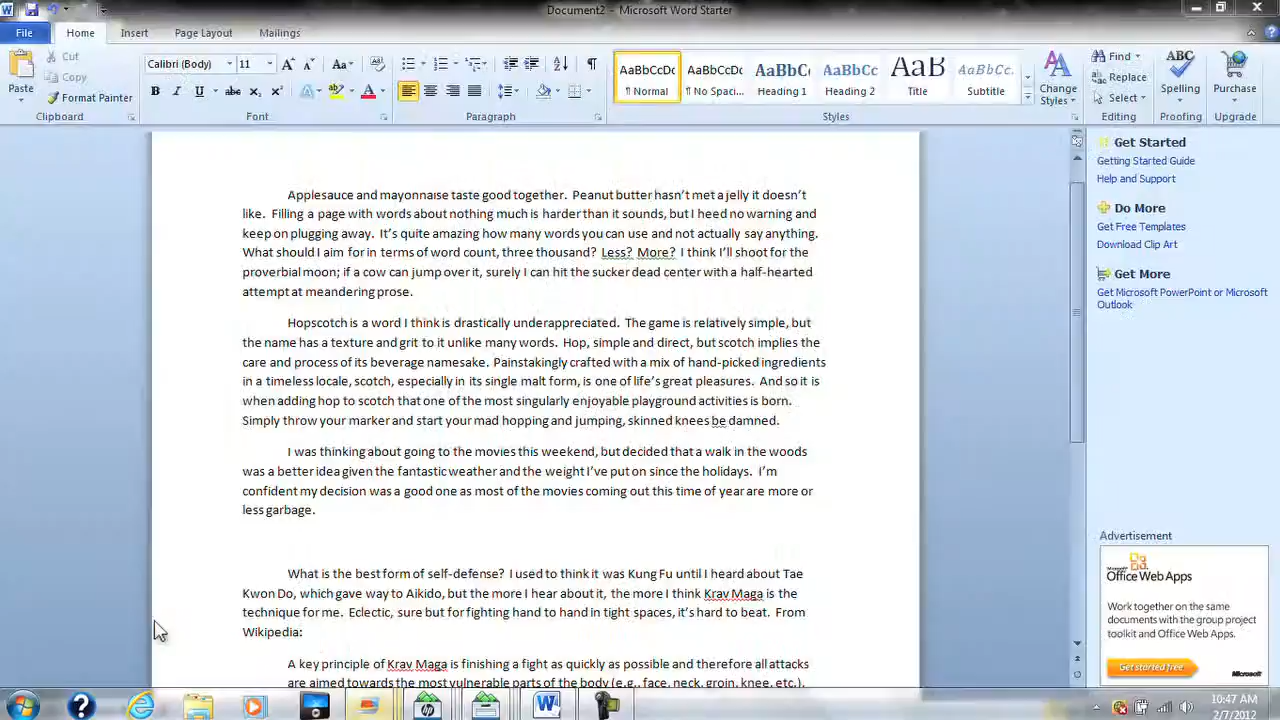 Document2 - Microsoft Word Starter
File Home Insert Page Layout Mailings
Cut
Copy
Format Painter
Paste
Clipboard
Calibri (Body) 11
Font
Paragraph
AaBbCcDc AaBbCcDc AaBbC AaBbCc AaB AaBbCc.
¶ Normal ¶ No Spaci... Heading 1 Heading 2 Title Subtitle
Styles
Change Styles
Find
Replace
Select
Editing
ABC
Spelling
Proofing
Purchase
Upgrade
Applesauce and mayonnaise taste good together. Peanut butter hasn't met a jelly it doesn't
like. Filling a page with words about nothing much is harder than it sounds, but I heed no warning and
keep on plugging away. It's quite amazing how many words you can use and not actually say anything.
What should I aim for in terms of word count, three thousand? Less? More? I think I'll shoot for the
proverbial moon; if a cow can jump over it, surely I can hit the sucker dead center with a half-hearted
attempt at meandering prose.
Hopscotch is a word I think is drastically underappreciated. The game is relatively simple, but
the name has a texture and grit to it unlike many words. Hop, simple and direct, but scotch implies the
care and process of its beverage namesake. Painstakingly crafted with a mix of hand-picked ingredients
in a timeless locale, scotch, especially in its single malt form, is one of life's great pleasures. And so it is
when adding hop to scotch that one of the most singularly enjoyable playground activities is born.
Simply throw your marker and start your mad hopping and jumping, skinned knees be damned.
I was thinking about going to the movies this weekend, but decided that a walk in the woods
was a better idea given the fantastic weather and the weight I've put on since the holidays. I'm
confident my decision was a good one as most of the movies coming out this time of year are more or
less garbage.
What is the best form of self-defense? I used to think it was Kung Fu until I heard about Tae
Kwon Do, which gave way to Aikido, but the more I hear about it, the more I think Krav Maga is the
technique for me. Eclectic, sure but for fighting hand to hand in tight spaces, it's hard to beat. From
Wikipedia:
A key principle of Krav Maga is finishing a fight as quickly as possible and therefore all attacks
are aimed towards the most vulnerable parts of the body (e.g., face, neck, groin, knee, etc.).
Get Started
Getting Started Guide
Help and Support
Do More
Get Free Templates
Download Clip Art
Get More
Get Microsoft PowerPoint or Microsoft
Outlook
Advertisement
Microsoft
Office Web Apps
Work together on the same
documents with the group project
toolkit and Office Web Apps.
Get started free
Microsoft
10:47 AM
2/7/2012